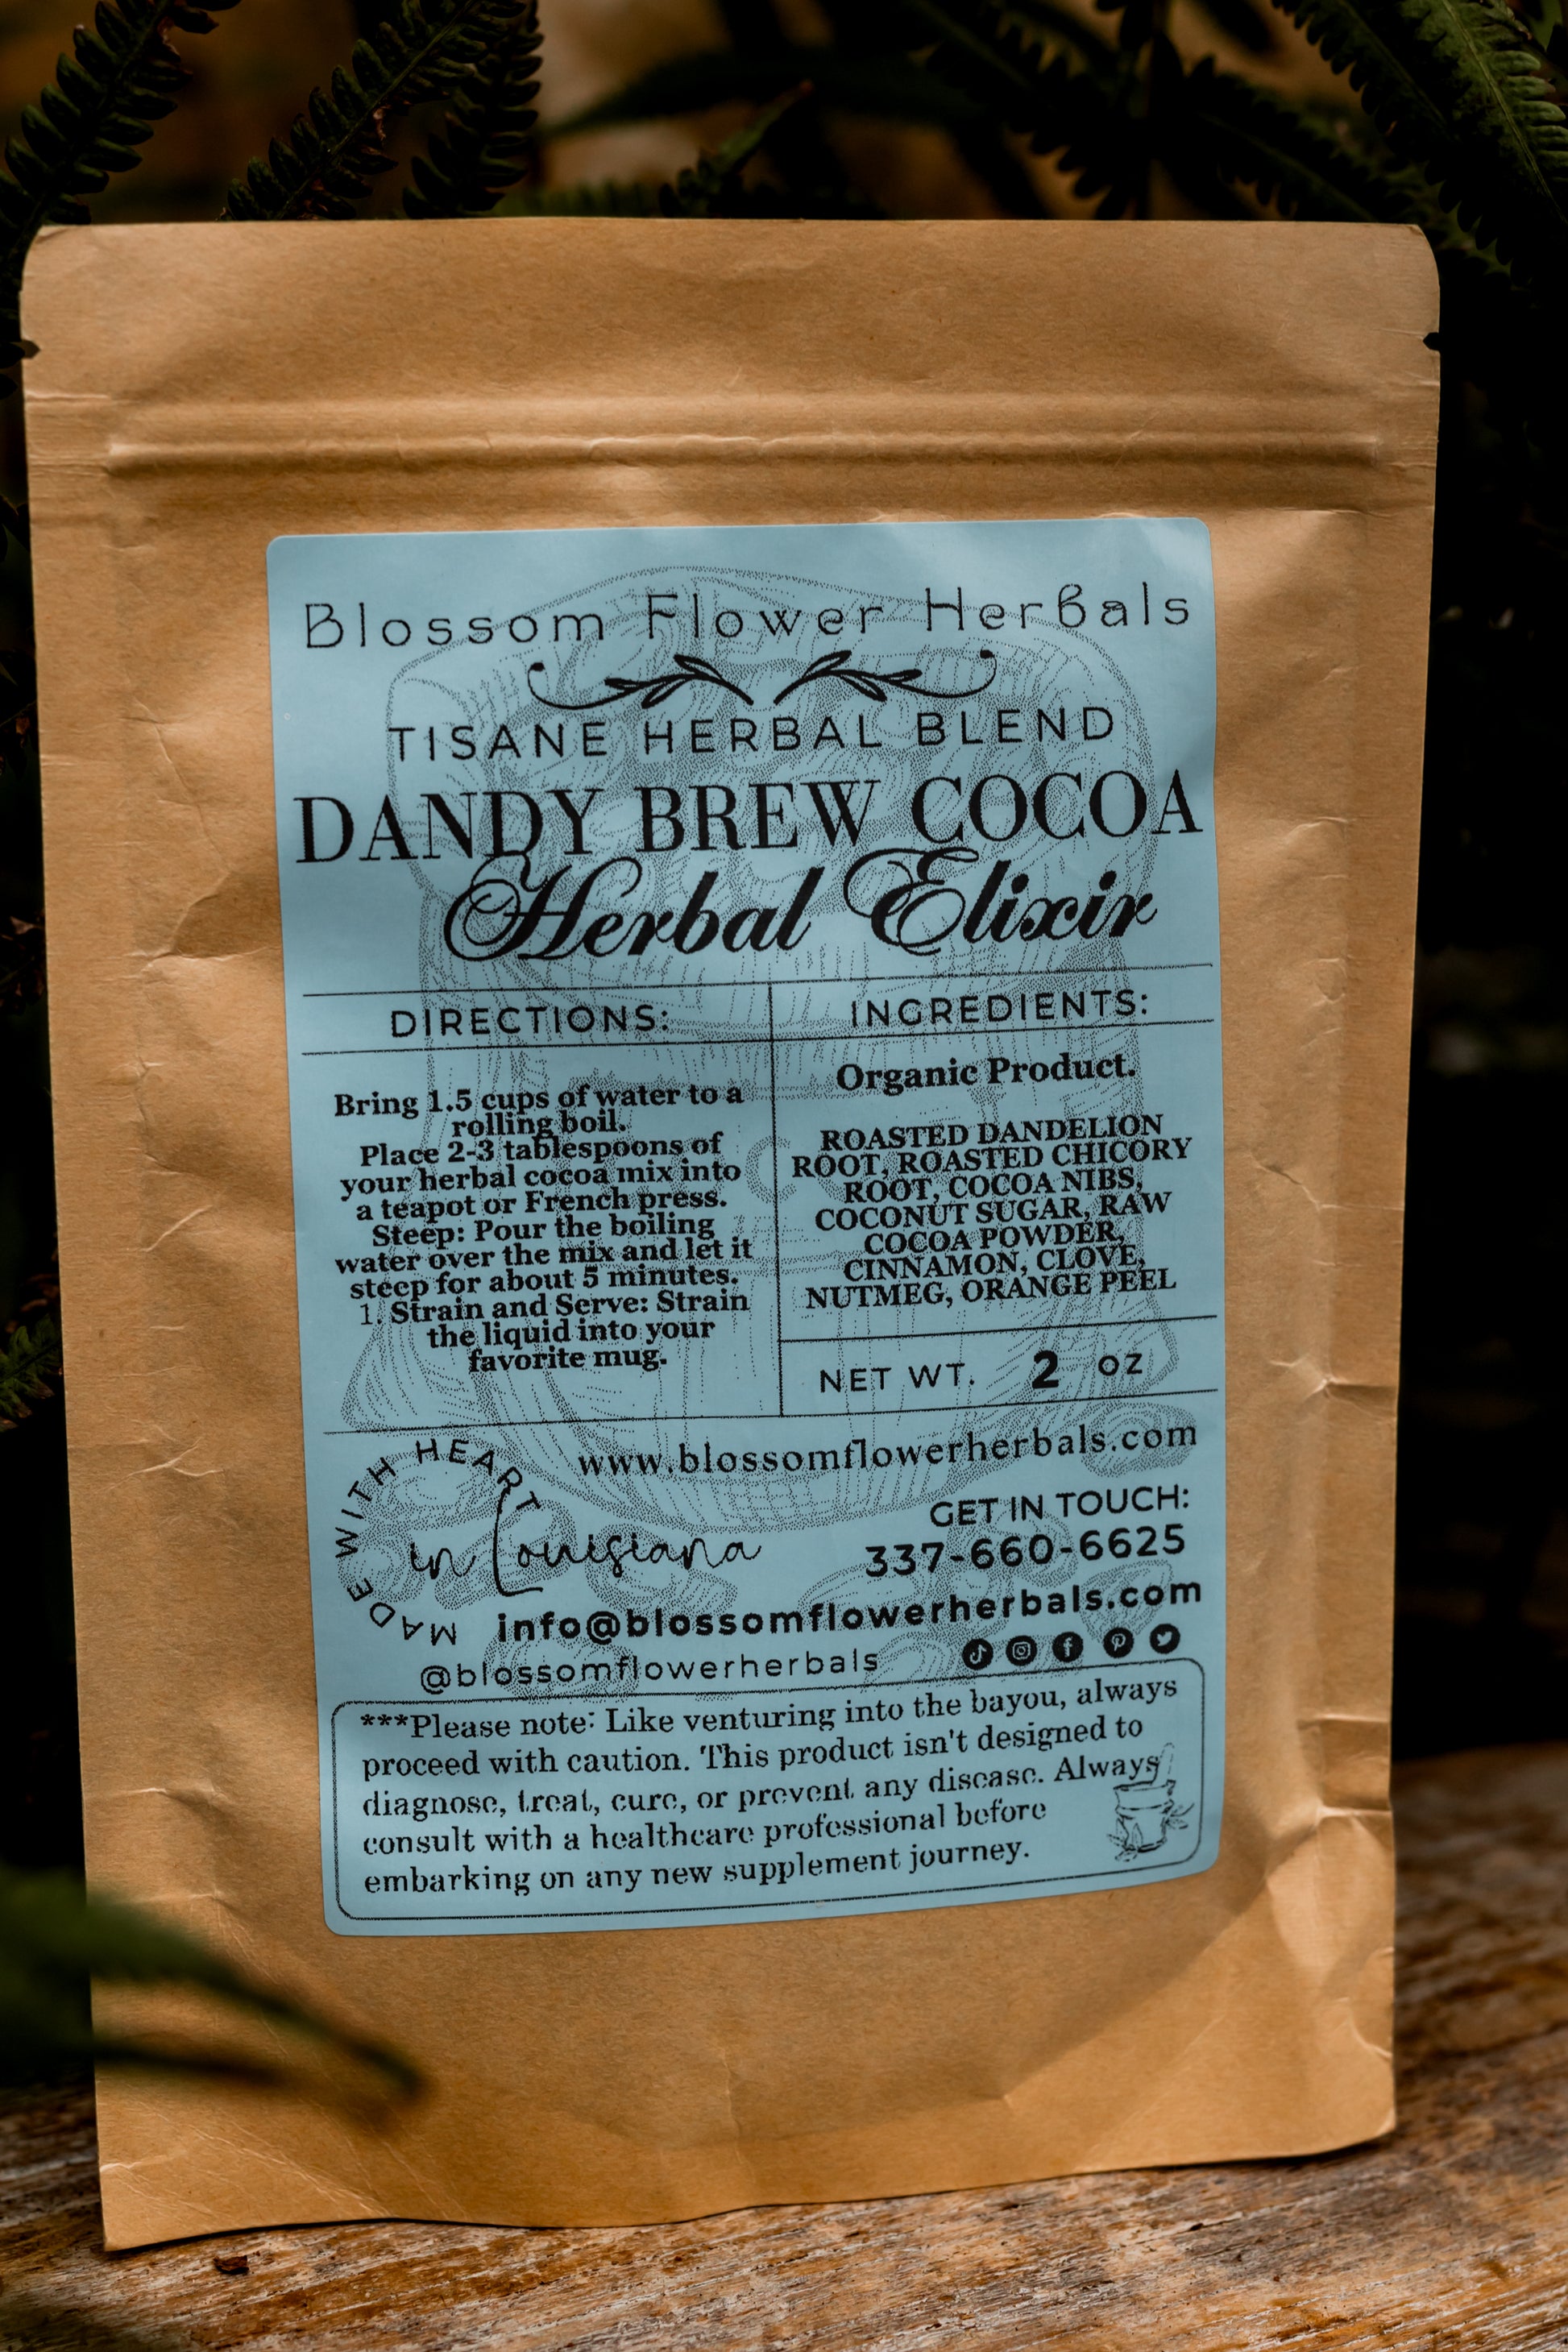 Blossom Flower Herbals
TISANE HERBAL BLEND
DANDY BREW COCOA
Herbal Elixir
DIRECTIONS:
Bring 1.5 cups of water to a
rolling boil.
Place 2-3 tablespoons of
your herbal cocoa mix into
a teapot or French press.
Steep: Pour the boiling
water over the mix and let it
steep for about 5 minutes.
1. Strain and Serve: Strain
the liquid into your
favorite mug.
INGREDIENTS:
Organic Product.
ROASTED DANDELION
ROOT, ROASTED CHICORY
ROOT, COCOA NIBS,
COCONUT SUGAR, RAW
COCOA POWDER,
CINNAMON, CLOVE,
NUTMEG, ORANGE PEEL
NET WT. 2 OZ
MADE WITH HEART
in Louisiana
www.blossomflowerherbals.com
GET IN TOUCH:
337-660-6625
info@blossomflowerherbals.com
@blossomflowerherbals
***Please note: Like venturing into the bayou, always
proceed with caution. This product isn't designed to
diagnose, treat, cure, or prevent any disease. Always
consult with a healthcare professional before
embarking on any new supplement journey.